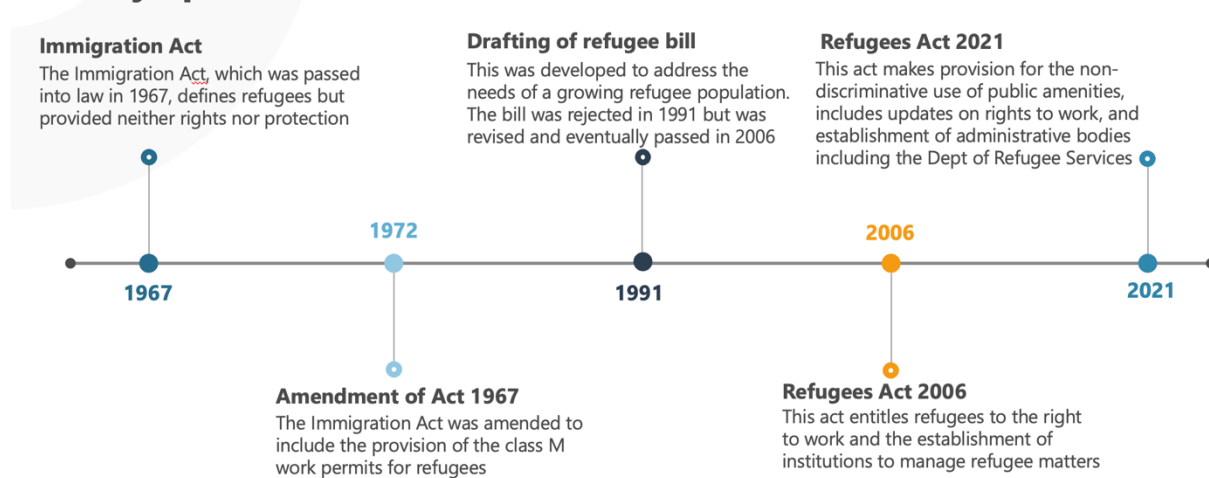 Immigration Act
The Immigration Act, which was passed
into law in 1967, defines refugees but
provided neither rights nor protection
Drafting of refugee bill
This was developed to address the
needs of a growing refugee population.
The bill was rejected in 1991 but was
revised and eventually passed in 2006
Refugees Act 2021
This act makes provision for the non-
discriminative use of public amenities,
includes updates on rights to work, and
establishment of administrative bodies
including the Dept of Refugee Services
1972
2006
1967
1991
2021
Amendment of Act 1967
The Immigration Act was amended to
include the provision of the class M
work permits for refugees
Refugees Act 2006
This act entitles refugees to the right
to work and the establishment of
institutions to manage refugee matters